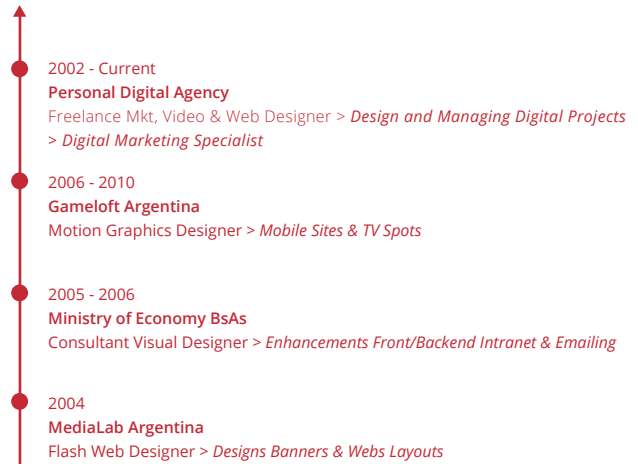 2002 - Current
Personal Digital Agency
Freelance Mkt, Video & Web Designer > Design and Managing Digital Projects
> Digital Marketing Specialist
2006 - 2010
Gameloft Argentina
Motion Graphics Designer > Mobile Sites & TV Spots
2005 - 2006
Ministry of Economy BsAs
Consultant Visual Designer > Enhancements Front/Backend Intranet & Emailing
2004
MediaLab Argentina
Flash Web Designer > Designs Banners & Webs Layouts